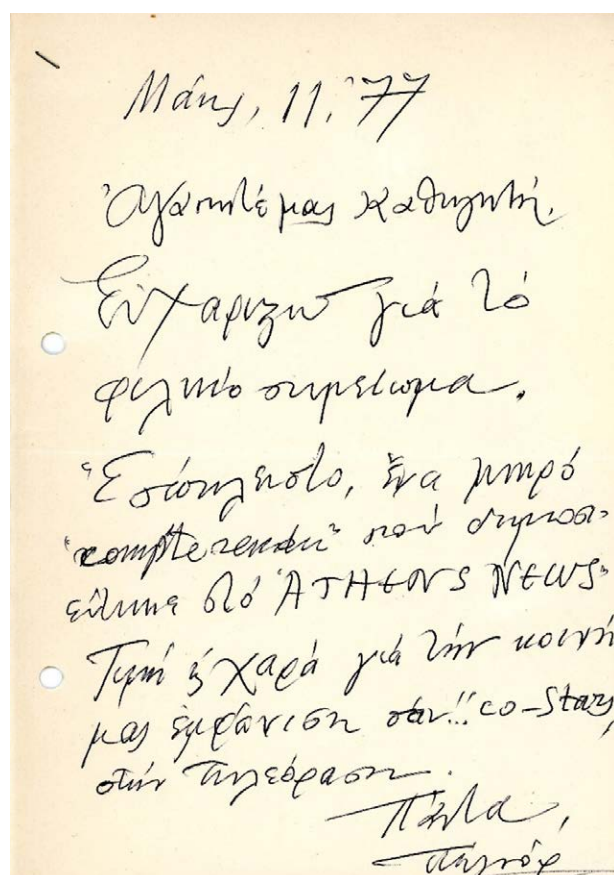 Μάης, 11, '77
Ἀγαπητέ μας Καθηγητή,
Εὐχαριστῶ γιά τό
φιλικό σημείωμα.
Ἐσώκλειστο, ἕνα μικρό
"compte rendu" πού δημοσι-
εύτηκε στό "ATHENS NEWS"
Τιμή & χαρά γιά τήν κοινή
μας ἐμφάνιση σάν!! co-stars,
στήν Τηλεόραση.
Πάντα,